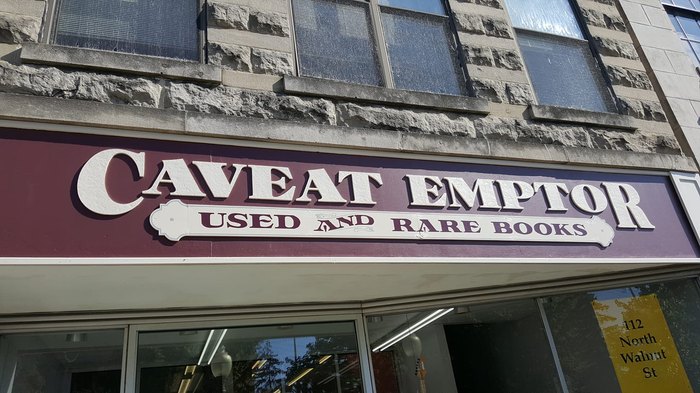 CAVEAT EMPTOR
USED AND RARE BOOKS
112
North
Walnut
St